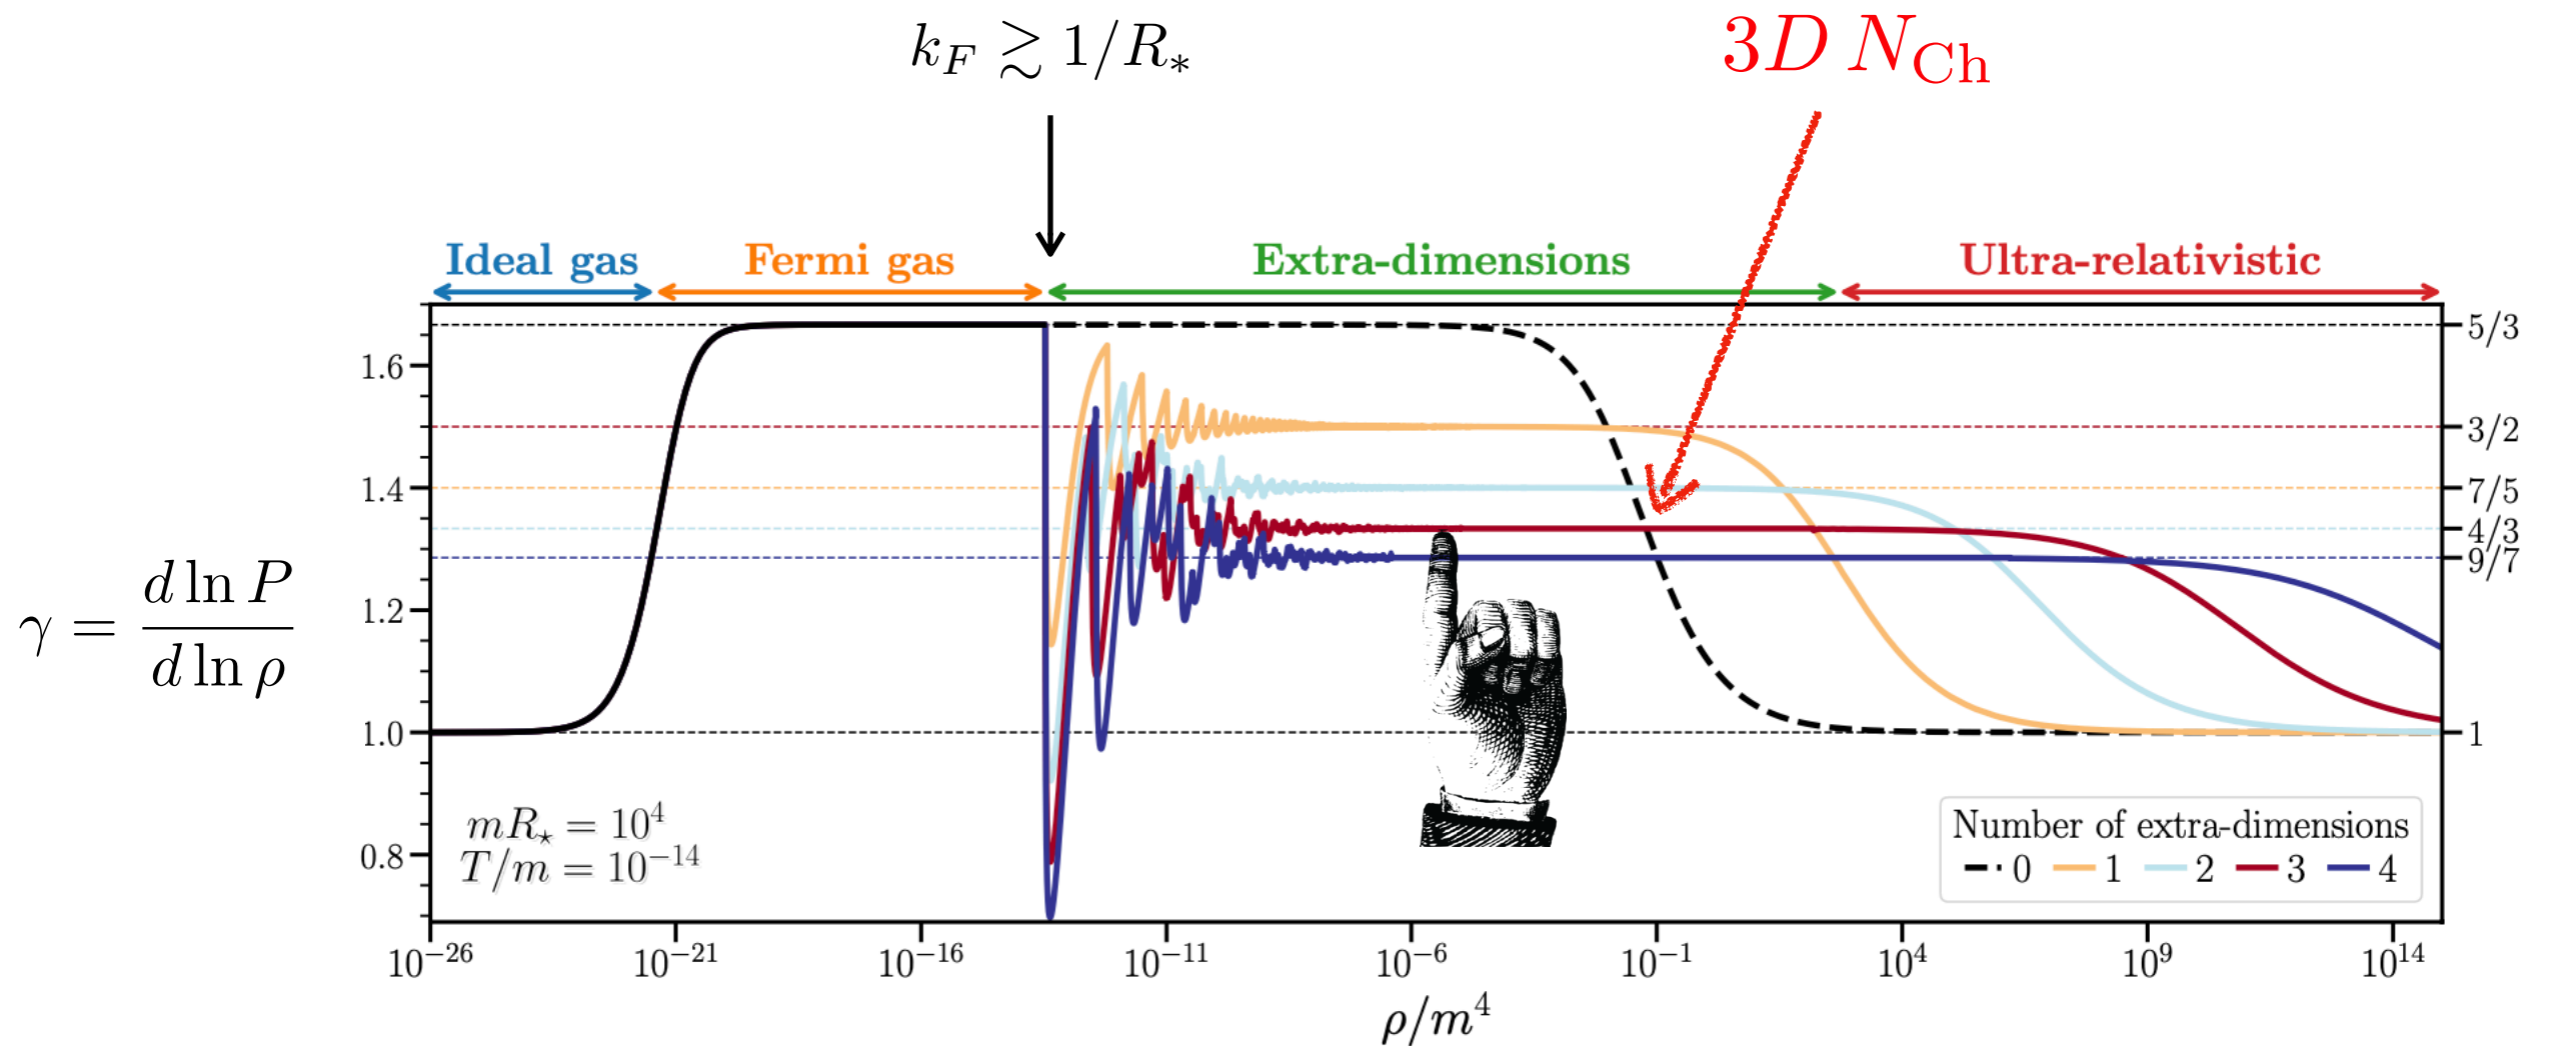 k_F ≳ 1/R_*
3D N_Ch
Ideal gas
Fermi gas
Extra-dimensions
Ultra-relativistic
γ = d ln P / d ln ρ
1.6
1.4
1.2
1.0
0.8
5/3
3/2
7/5
4/3
9/7
1
mR_⋆ = 10^4
T/m = 10^−14
Number of extra-dimensions
0 1 2 3 4
10^−26 10^−21 10^−16 10^−11 10^−6 10^−1 10^4 10^9 10^14
ρ/m^4